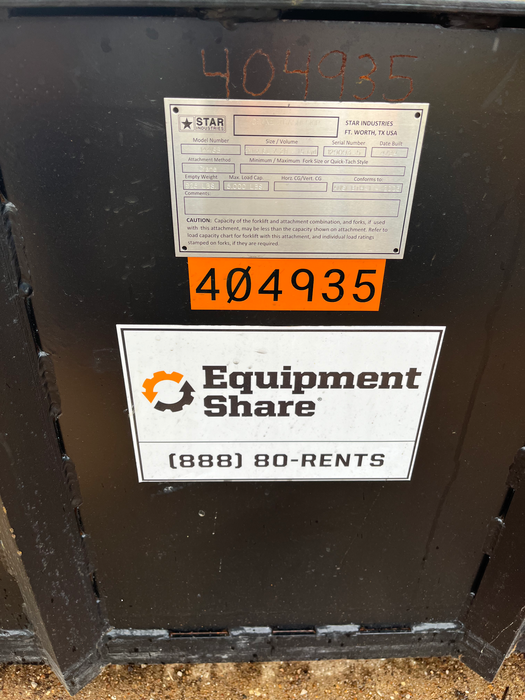 404935
STAR
INDUSTRIES
STAR INDUSTRIES
FT. WORTH, TX USA
Model Number Size / Volume Serial Number Date Built
Attachment Method Minimum / Maximum Fork Size or Quick-Tach Style
Empty Weight Max. Load Cap. Horz. CG/Vert. CG Conforms to:
Comments:
CAUTION: Capacity of the forklift and attachment combination, and forks, if used
with this attachment, may be less than the capacity shown on attachment. Refer to
load capacity chart for forklift with this attachment, and individual load ratings
stamped on forks, if they are required.
4Ø4935
Equipment
Share
(888) 80-RENTS